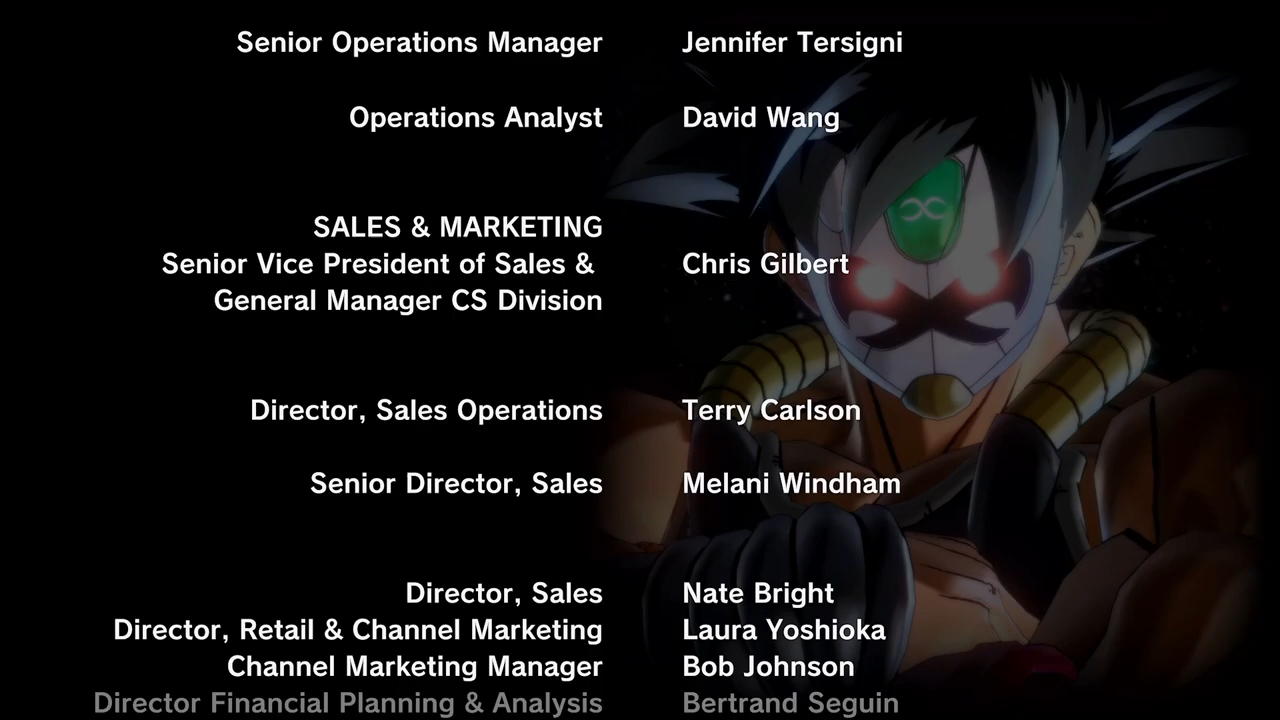 Senior Operations Manager Jennifer Tersigni
Operations Analyst David Wang
SALES & MARKETING
Senior Vice President of Sales & Chris Gilbert
General Manager CS Division
Director, Sales Operations Terry Carlson
Senior Director, Sales Melani Windham
Director, Sales Nate Bright
Director, Retail & Channel Marketing Laura Yoshioka
Channel Marketing Manager Bob Johnson
Director Financial Planning & Analysis Bertrand Seguin